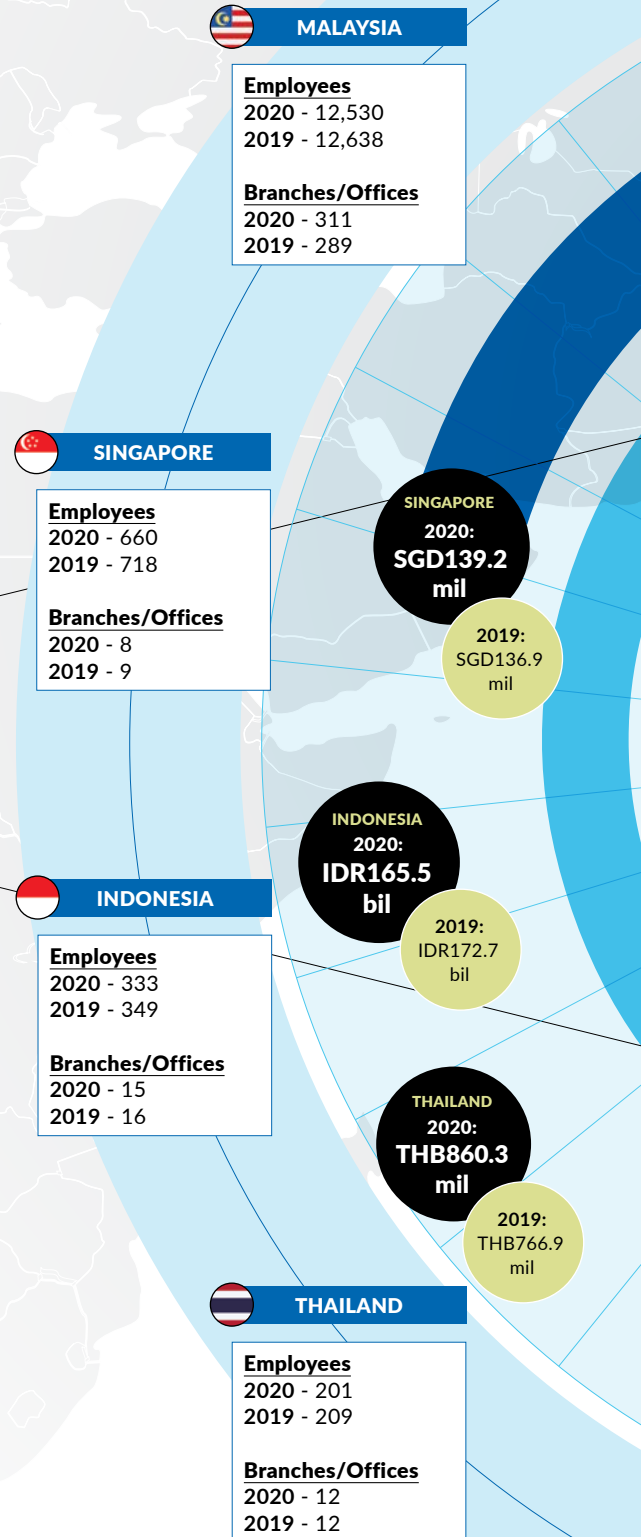 MALAYSIA
Employees
2020 - 12,530
2019 - 12,638
Branches/Offices
2020 - 311
2019 - 289
SINGAPORE
Employees
2020 - 660
2019 - 718
Branches/Offices
2020 - 8
2019 - 9
SINGAPORE
2020:
SGD139.2
mil
2019:
SGD136.9
mil
INDONESIA
2020:
IDR165.5
bil
2019:
IDR172.7
bil
INDONESIA
Employees
2020 - 333
2019 - 349
Branches/Offices
2020 - 15
2019 - 16
THAILAND
2020:
THB860.3
mil
2019:
THB766.9
mil
THAILAND
Employees
2020 - 201
2019 - 209
Branches/Offices
2020 - 12
2019 - 12